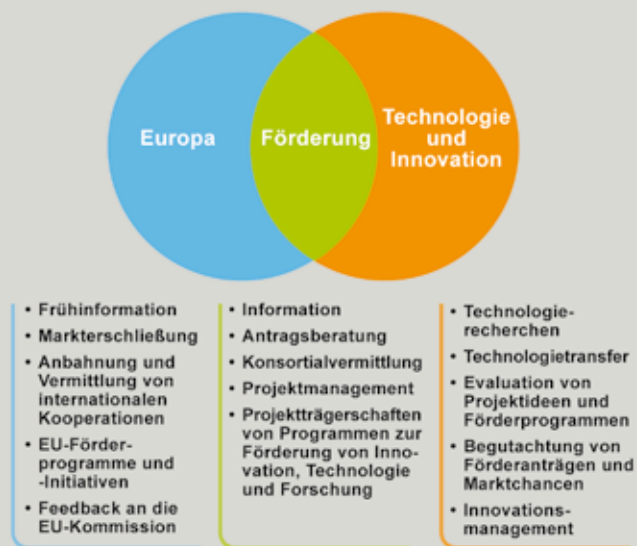 Europa
Förderung
Technologie
und
Innovation
• Frühinformation
• Markterschließung
• Anbahnung und
Vermittlung von
internationalen
Kooperationen
• EU-Förder-
programme und
-Initiativen
• Feedback an die
EU-Kommission
• Information
• Antragsberatung
• Konsortialvermittlung
• Projektmanagement
• Projektträgerschaften
von Programmen zur
Förderung von Inno-
vation, Technologie
und Forschung
• Technologie-
recherchen
• Technologietransfer
• Evaluation von
Projektideen und
Förderprogrammen
• Begutachtung von
Förderanträgen und
Marktchancen
• Innovations-
management